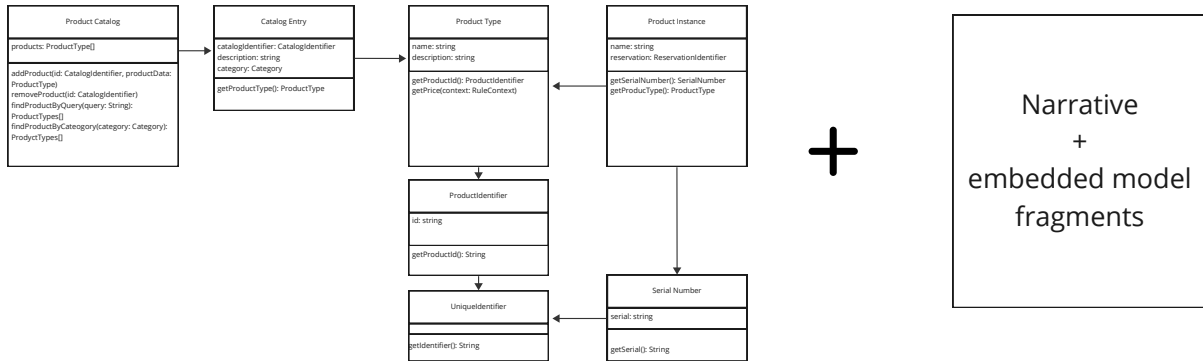 Product Catalog
products: ProductType[]
addProduct(id: CatalogIdentifier, productData:
ProductType)
removeProduct(id: CatalogIdentifier)
findProductByQuery(query: String):
ProductTypes[]
findProductByCateogory(category: Category):
ProdyctTypes[]
Catalog Entry
catalogIdentifier: CatalogIdentifier
description: string
category: Category
getProductType(): ProductType
Product Type
name: string
description: string
getProductId(): ProductIdentifier
getPrice(context: RuleContext)
Product Instance
name: string
reservation: ReservationIdentifier
getSerialNumber(): SerialNumber
getProducType(): ProductType
ProductIdentifier
id: string
getProductId(): String
UniqueIdentifier
getIdentifier(): String
Serial Number
serial: string
getSerial(): String
+
Narrative
+
embedded model
fragments